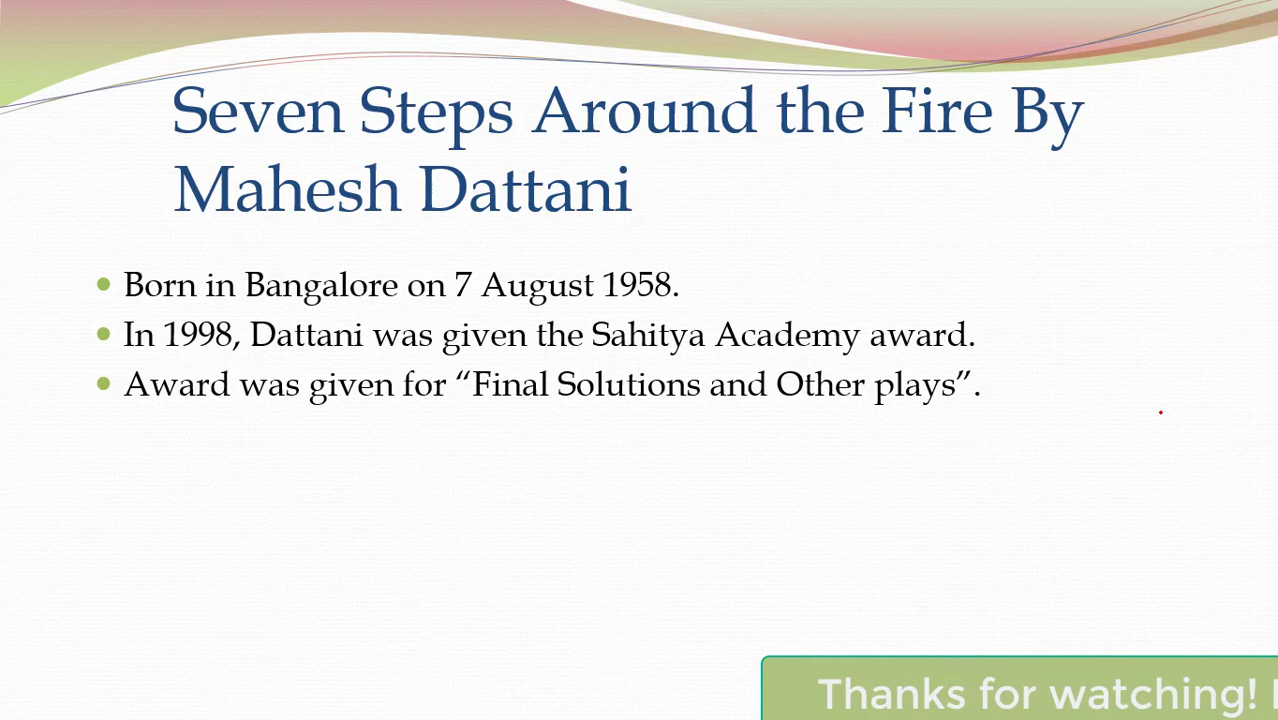 Seven Steps Around the Fire By
Mahesh Dattani
Born in Bangalore on 7 August 1958.
In 1998, Dattani was given the Sahitya Academy award.
Award was given for “Final Solutions and Other plays”.
Thanks for watching!